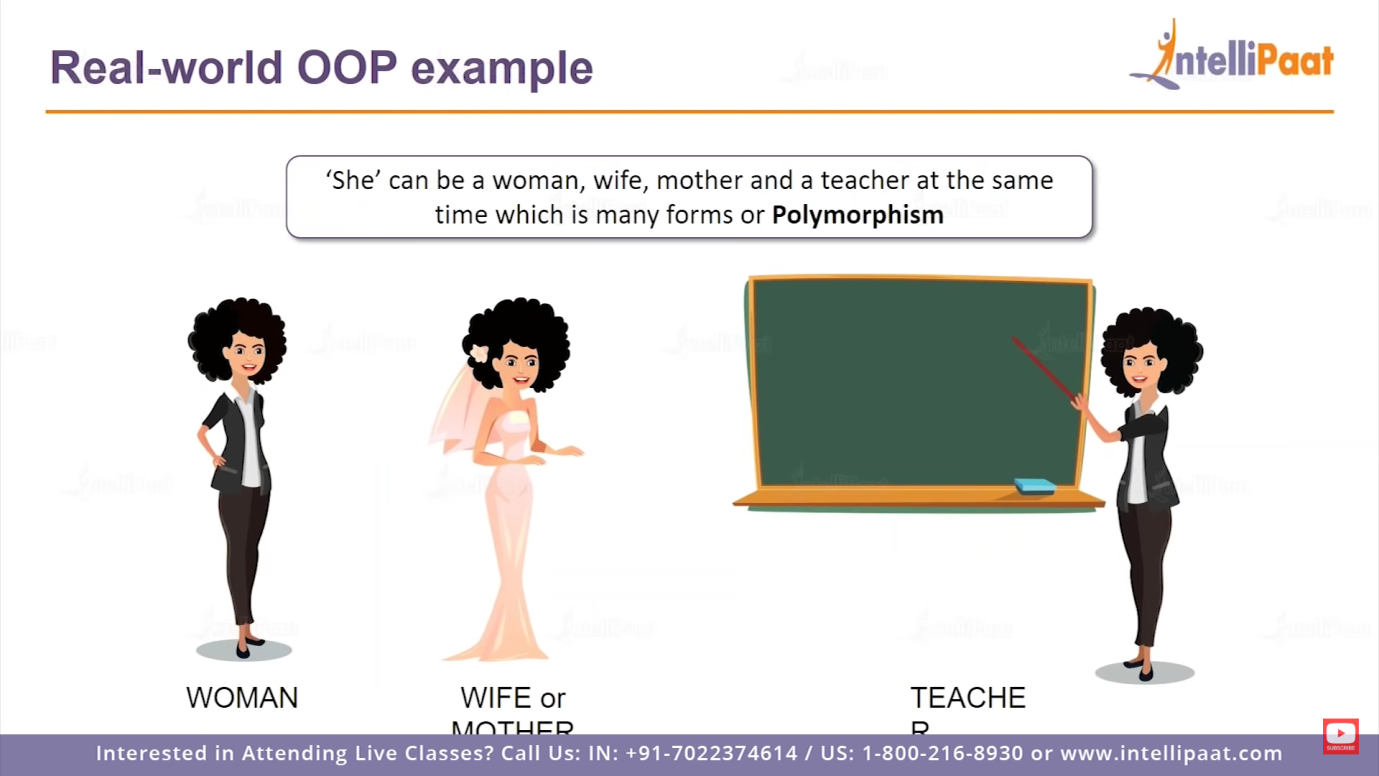 Real-world OOP example
IntelliPaat
‘She’ can be a woman, wife, mother and a teacher at the same
time which is many forms or Polymorphism
WOMAN
WIFE or
MOTHER
TEACHE
R
Interested in Attending Live Classes? Call Us: IN: +91-7022374614 / US: 1-800-216-8930 or www.intellipaat.com
SUBSCRIBE